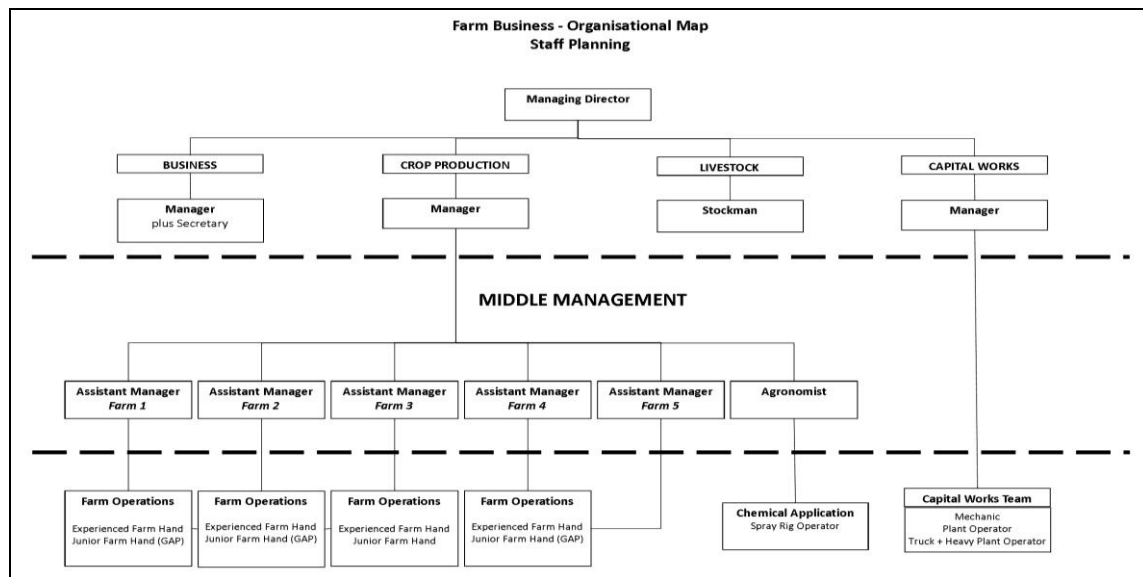 Farm Business - Organisational Map
Staff Planning
Managing Director
BUSINESS
CROP PRODUCTION
LIVESTOCK
CAPITAL WORKS
Manager
plus Secretary
Manager
Stockman
Manager
MIDDLE MANAGEMENT
Assistant Manager
Farm 1
Assistant Manager
Farm 2
Assistant Manager
Farm 3
Assistant Manager
Farm 4
Assistant Manager
Farm 5
Agronomist
Farm Operations
Experienced Farm Hand
Junior Farm Hand (GAP)
Farm Operations
Experienced Farm Hand
Junior Farm Hand (GAP)
Farm Operations
Experienced Farm Hand
Junior Farm Hand
Farm Operations
Experienced Farm Hand
Junior Farm Hand (GAP)
Chemical Application
Spray Rig Operator
Capital Works Team
Mechanic
Plant Operator
Truck + Heavy Plant Operator